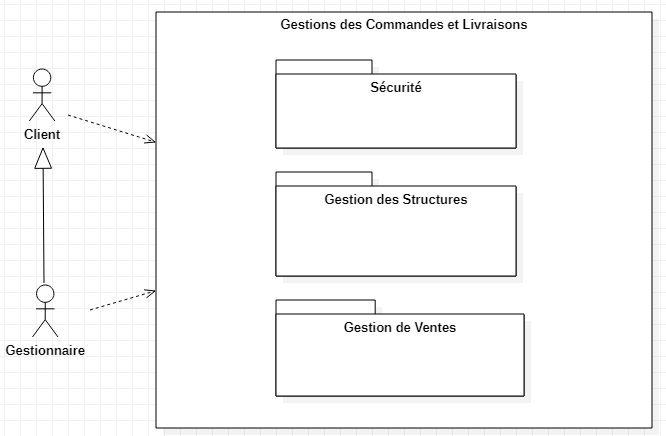 Gestions des Commandes et Livraisons
Sécurité
Client
Gestion des Structures
Gestion de Ventes
Gestionnaire